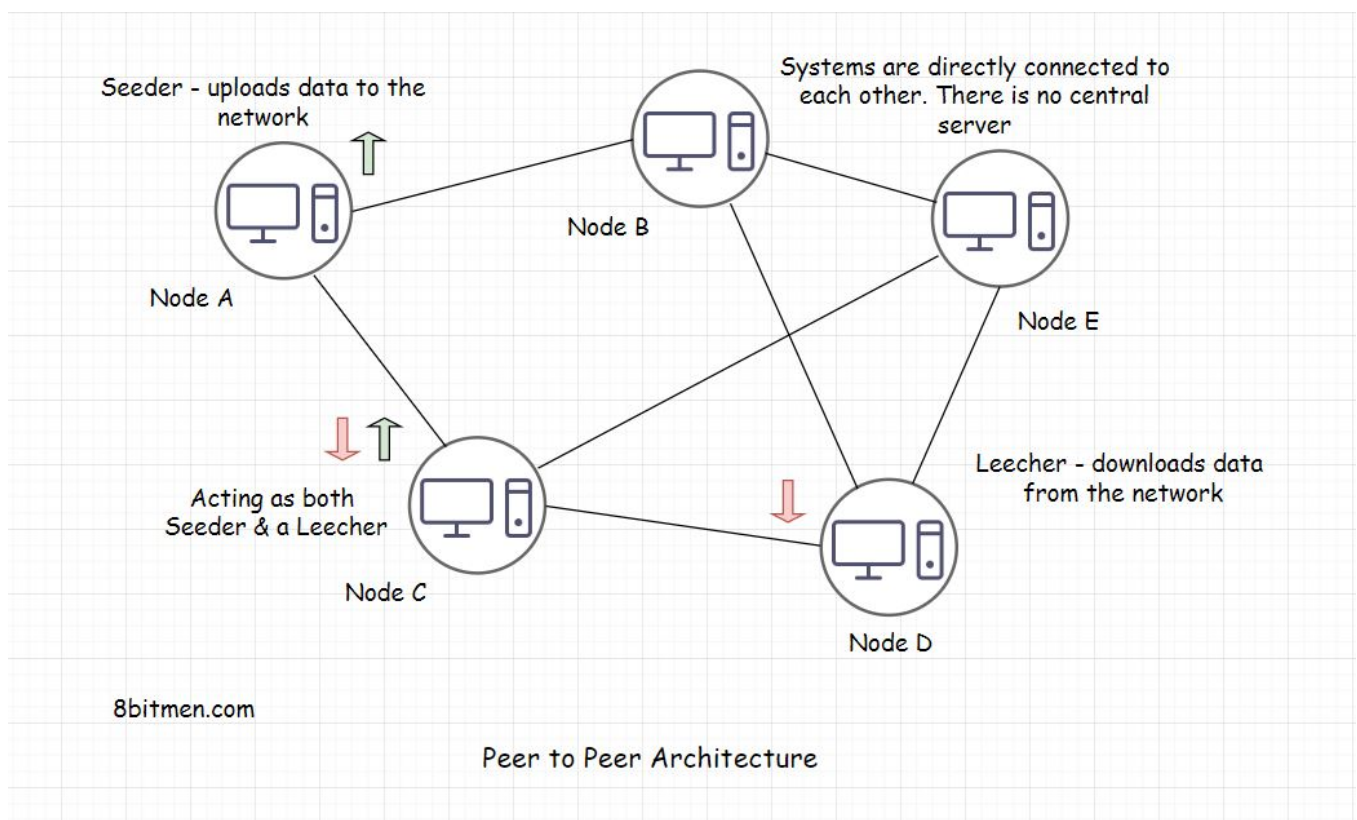 Seeder - uploads data to the
network
Systems are directly connected to
each other. There is no central
server
Node B
Node A
Node E
Acting as both
Seeder & a Leecher
Leecher - downloads data
from the network
Node C
Node D
8bitmen.com
Peer to Peer Architecture